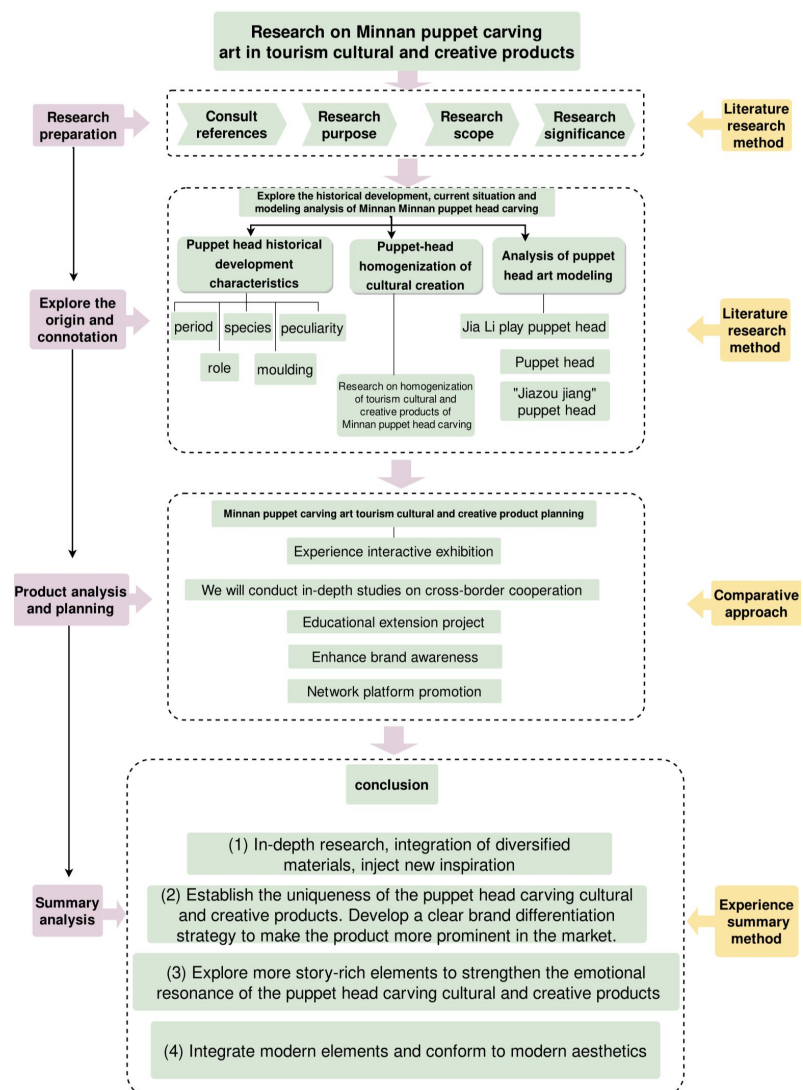 Research on Minnan puppet carving
art in tourism cultural and creative products
Research
preparation
Consult
references
Research
purpose
Research
scope
Research
significance
Literature
research
method
Explore the historical development, current situation and
modeling analysis of Minnan Minnan puppet head carving
Puppet head historical
development
characteristics
Puppet-head
homogenization of
cultural creation
Analysis of puppet
head art modeling
Explore the
origin and
connotation
period
species
peculiarity
role
moulding
Research on homogenization
of tourism cultural and
creative products of
Minnan puppet head carving
Jia Li play puppet head
Puppet head
"Jiazou jiang"
puppet head
Literature
research
method
Minnan puppet carving art tourism cultural and creative product planning
Experience interactive exhibition
Product analysis
and planning
We will conduct in-depth studies on cross-border cooperation
Educational extension project
Enhance brand awareness
Network platform promotion
Comparative
approach
conclusion
(1) In-depth research, integration of diversified
materials, inject new inspiration
Summary
analysis
(2) Establish the uniqueness of the puppet head carving cultural
and creative products. Develop a clear brand differentiation
strategy to make the product more prominent in the market.
(3) Explore more story-rich elements to strengthen the emotional
resonance of the puppet head carving cultural and creative products
(4) Integrate modern elements and conform to modern aesthetics
Experience
summary
method